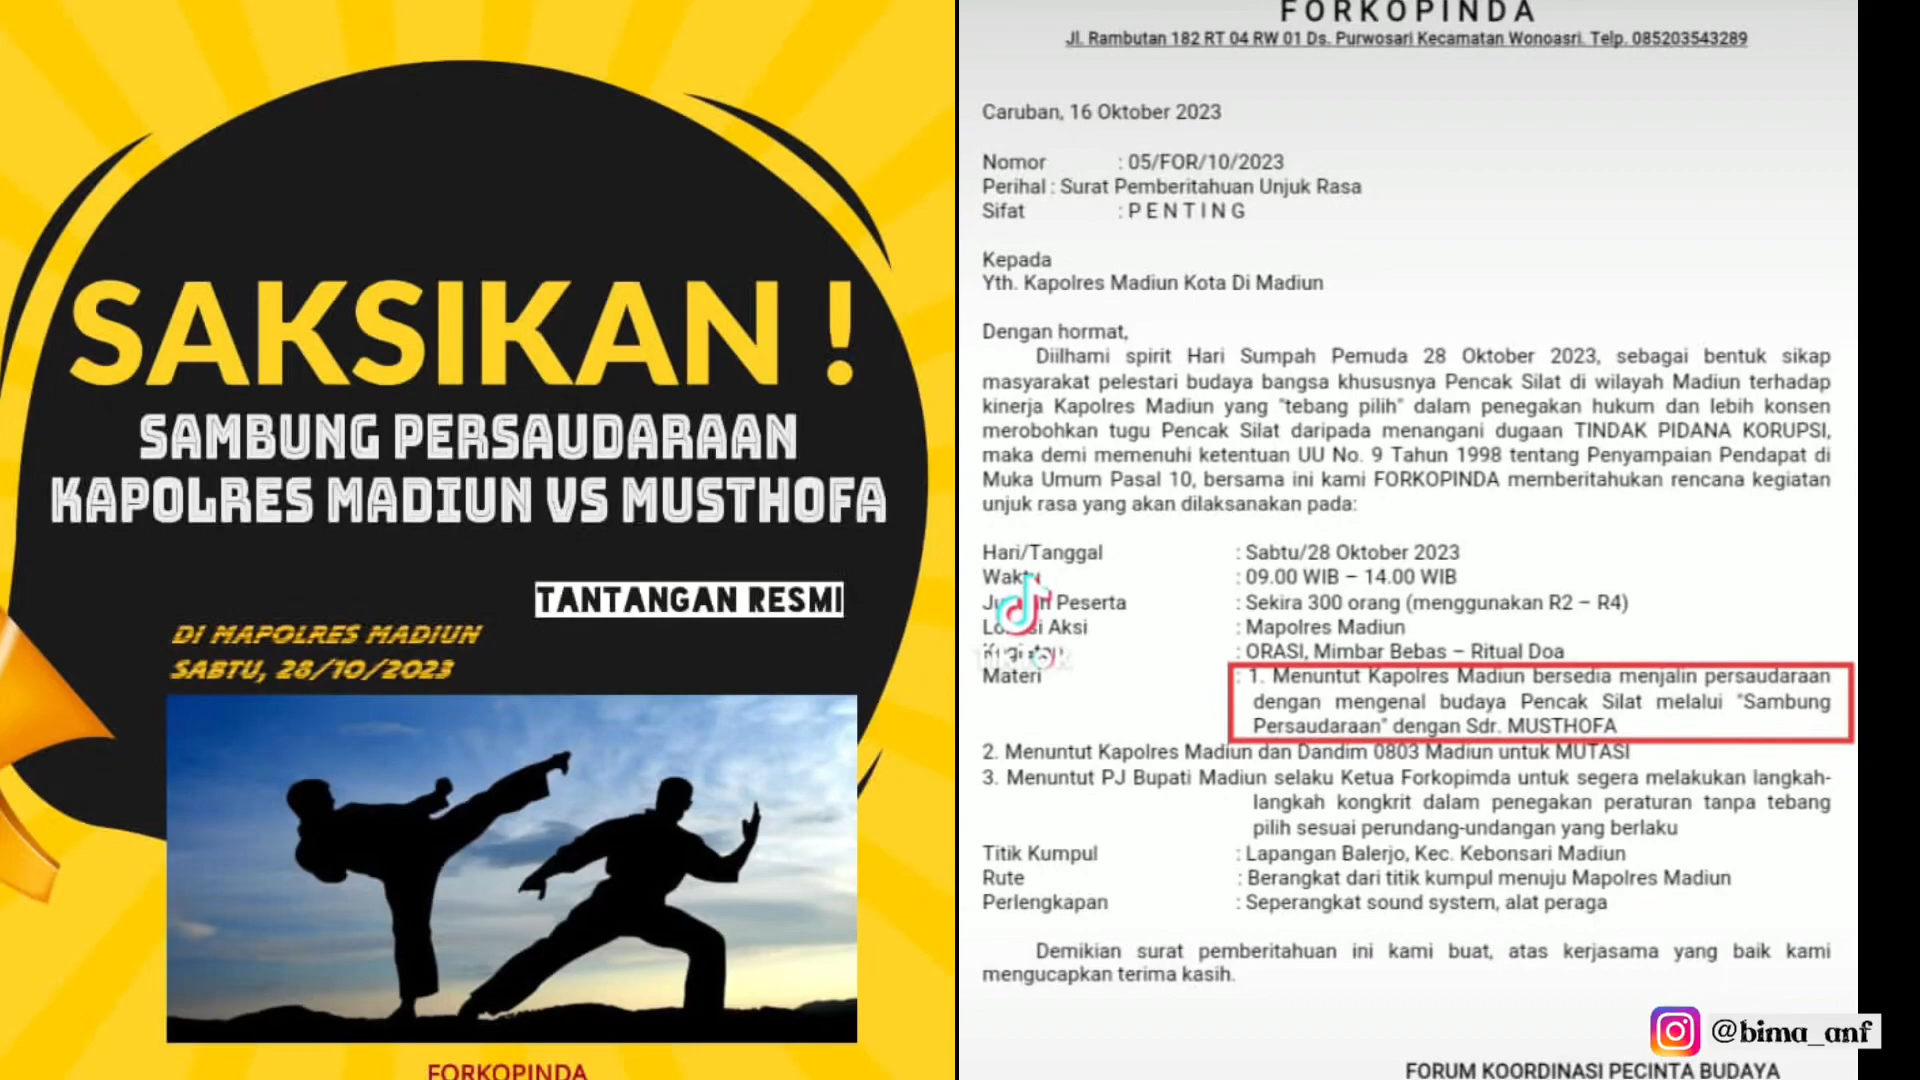 SAKSIKAN !
SAMBUNG PERSAUDARAAN
KAPOLRES MADIUN VS MUSTHOFA
TANTANGAN RESMI
DI MAPOLRES MADIUN
SABTU, 28/10/2023
FORKOPINDA
FORKOPINDA
Jl. Rambutan 182 RT 04 RW 01 Ds. Purwosari Kecamatan Wonoasri. Telp. 085203543289
Caruban, 16 Oktober 2023
Nomor : 05/FOR/10/2023
Perihal : Surat Pemberitahuan Unjuk Rasa
Sifat : P E N T I N G
Kepada
Yth. Kapolres Madiun Kota Di Madiun
Dengan hormat,
Diilhami spirit Hari Sumpah Pemuda 28 Oktober 2023, sebagai bentuk sikap
masyarakat pelestari budaya bangsa khususnya Pencak Silat di wilayah Madiun terhadap
kinerja Kapolres Madiun yang "tebang pilih" dalam penegakan hukum dan lebih konsen
merobohkan tugu Pencak Silat daripada menangani dugaan TINDAK PIDANA KORUPSI,
maka demi memenuhi ketentuan UU No. 9 Tahun 1998 tentang Penyampaian Pendapat di
Muka Umum Pasal 10, bersama ini kami FORKOPINDA memberitahukan rencana kegiatan
unjuk rasa yang akan dilaksanakan pada:
Hari/Tanggal : Sabtu/28 Oktober 2023
Waktu : 09.00 WIB – 14.00 WIB
Peserta : Sekira 300 orang (menggunakan R2 – R4)
Aksi : Mapolres Madiun
: ORASI, Mimbar Bebas – Ritual Doa
Materi : 1. Menuntut Kapolres Madiun bersedia menjalin persaudaraan
dengan mengenal budaya Pencak Silat melalui "Sambung
Persaudaraan" dengan Sdr. MUSTHOFA
2. Menuntut Kapolres Madiun dan Dandim 0803 Madiun untuk MUTASI
3. Menuntut PJ Bupati Madiun selaku Ketua Forkopimda untuk segera melakukan langkah-
langkah kongkrit dalam penegakan peraturan tanpa tebang
pilih sesuai perundang-undangan yang berlaku
Titik Kumpul : Lapangan Balerjo, Kec. Kebonsari Madiun
Rute : Berangkat dari titik kumpul menuju Mapolres Madiun
Perlengkapan : Seperangkat sound system, alat peraga
Demikian surat pemberitahuan ini kami buat, atas kerjasama yang baik kami
mengucapkan terima kasih.
@bima_anf
FORUM KOORDINASI PECINTA BUDAYA